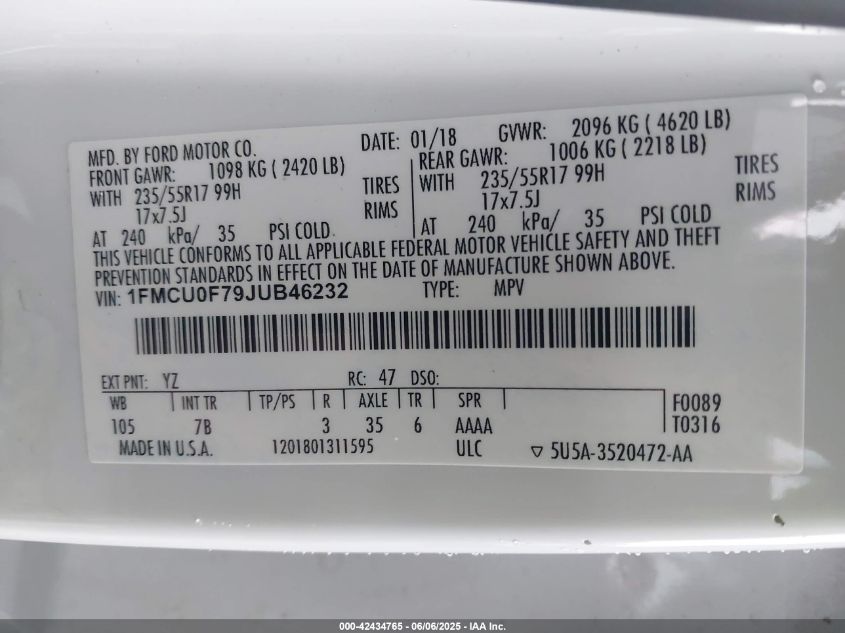 MFD. BY FORD MOTOR CO. DATE: 01/18 GVWR: 2096 KG ( 4620 LB)
FRONT GAWR: 1098 KG ( 2420 LB) REAR GAWR: 1006 KG ( 2218 LB)
WITH 235/55R17 99H TIRES WITH 235/55R17 99H TIRES
17x7.5J RIMS 17x7.5J RIMS
AT 240 kPa/ 35 PSI COLD. AT 240 kPa/ 35 PSI COLD
THIS VEHICLE CONFORMS TO ALL APPLICABLE FEDERAL MOTOR VEHICLE SAFETY AND THEFT
PREVENTION STANDARDS IN EFFECT ON THE DATE OF MANUFACTURE SHOWN ABOVE.
VIN: 1FMCU0F79JUB46232 TYPE: MPV
EXT PNT: YZ RC: 47 DSO:
WB INT TR TP/PS R AXLE TR SPR F0089
105 7B 3 35 6 AAAA T0316
MADE IN U.S.A. 1201801311595 ULC ▽ 5U5A-3520472-AA
000-42434765 - 06/06/2025 - IAA Inc.